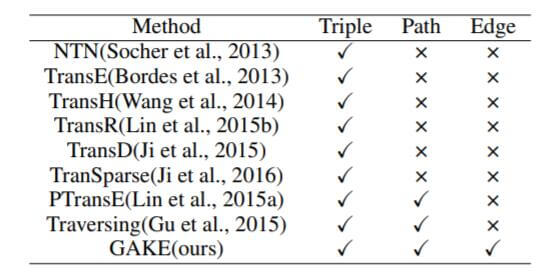 Method Triple Path Edge
NTN(Socher et al., 2013) ✓ × ×
TransE(Bordes et al., 2013) ✓ × ×
TransH(Wang et al., 2014) ✓ × ×
TransR(Lin et al., 2015b) ✓ × ×
TransD(Ji et al., 2015) ✓ × ×
TranSparse(Ji et al., 2016) ✓ × ×
PTransE(Lin et al., 2015a) ✓ ✓ ×
Traversing(Gu et al., 2015) ✓ ✓ ×
GAKE(ours) ✓ ✓ ✓